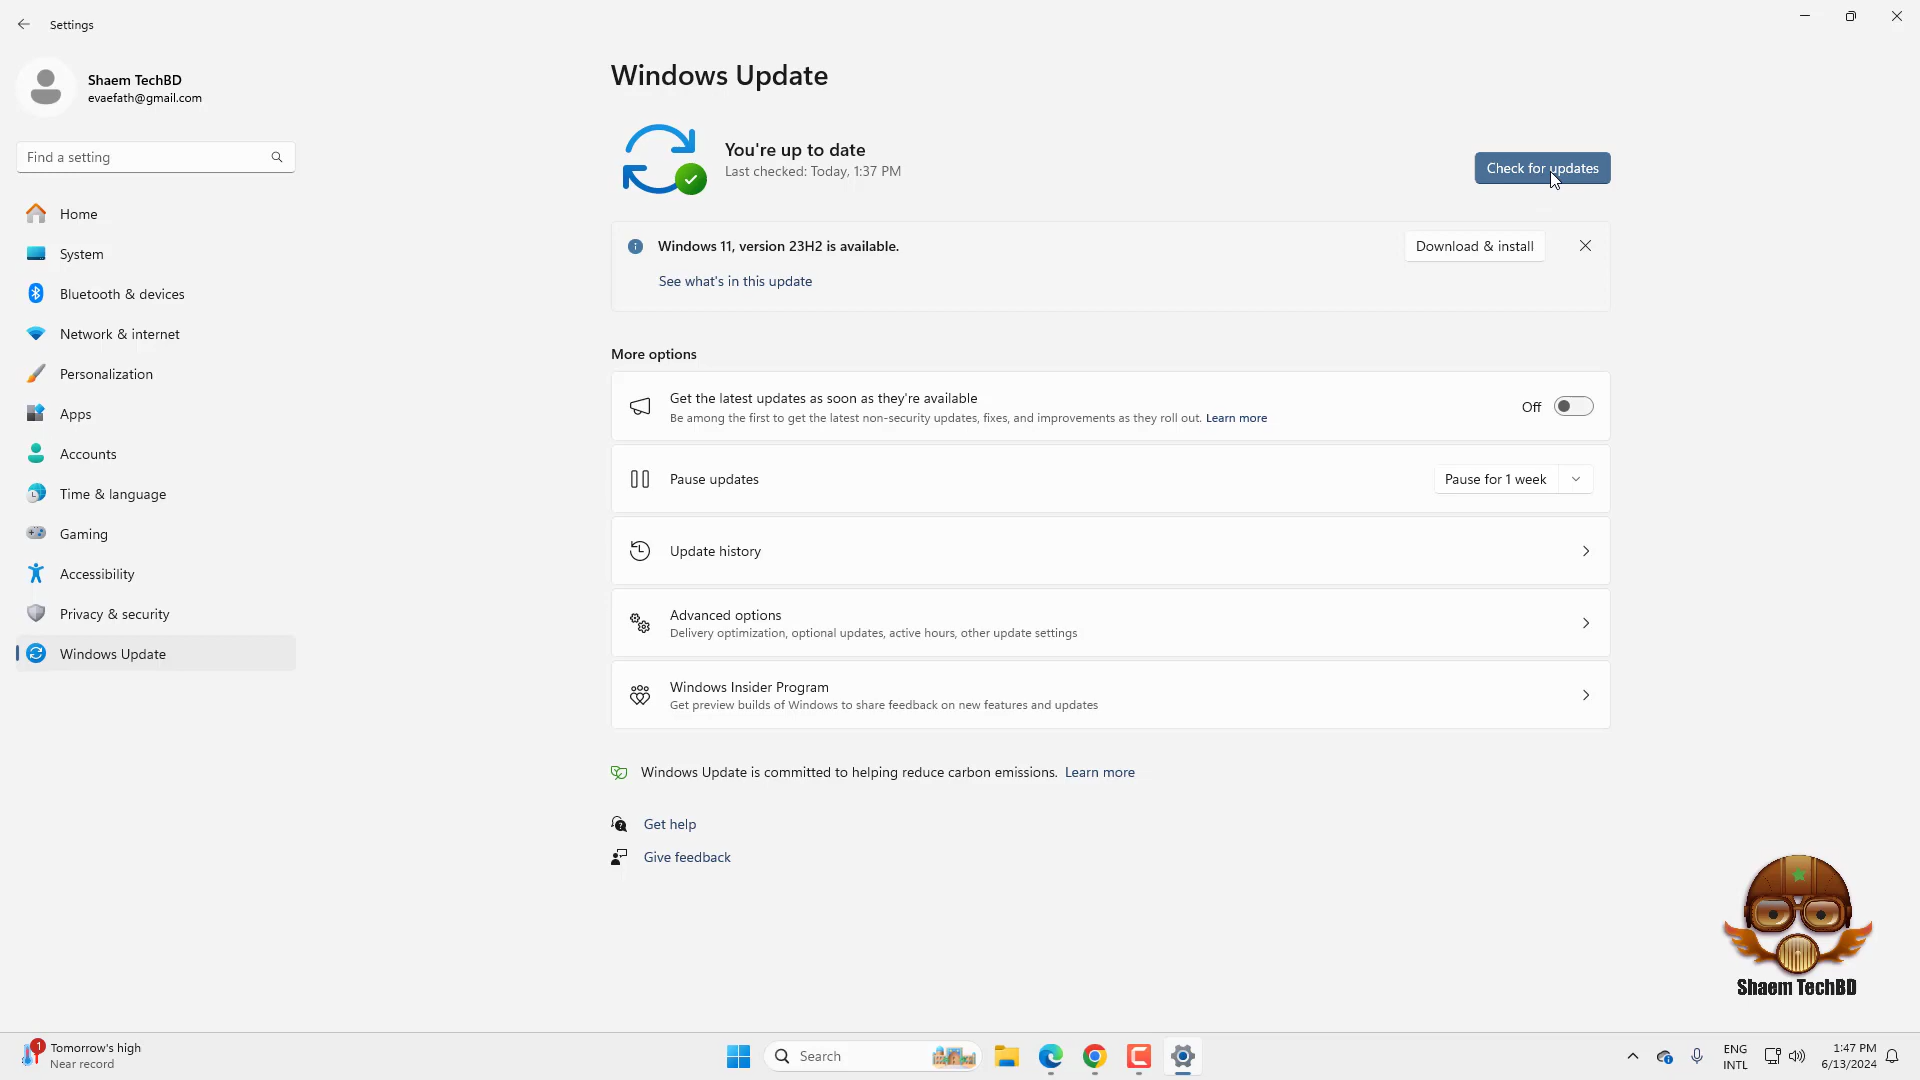 Settings
Shaem TechBD
evaefath@gmail.com
Find a setting
Home
System
Bluetooth & devices
Network & internet
Personalization
Apps
Accounts
Time & language
Gaming
Accessibility
Privacy & security
Windows Update
Windows Update
You're up to date
Last checked: Today, 1:37 PM
Check for updates
Windows 11, version 23H2 is available.
Download & install
See what's in this update
More options
Get the latest updates as soon as they're available
Be among the first to get the latest non-security updates, fixes, and improvements as they roll out. Learn more
Off
Pause updates
Pause for 1 week
Update history
Advanced options
Delivery optimization, optional updates, active hours, other update settings
Windows Insider Program
Get preview builds of Windows to share feedback on new features and updates
Windows Update is committed to helping reduce carbon emissions. Learn more
Get help
Give feedback
Shaem TechBD
1
Tomorrow's high
Near record
Search
ENG
INTL
1:47 PM
6/13/2024